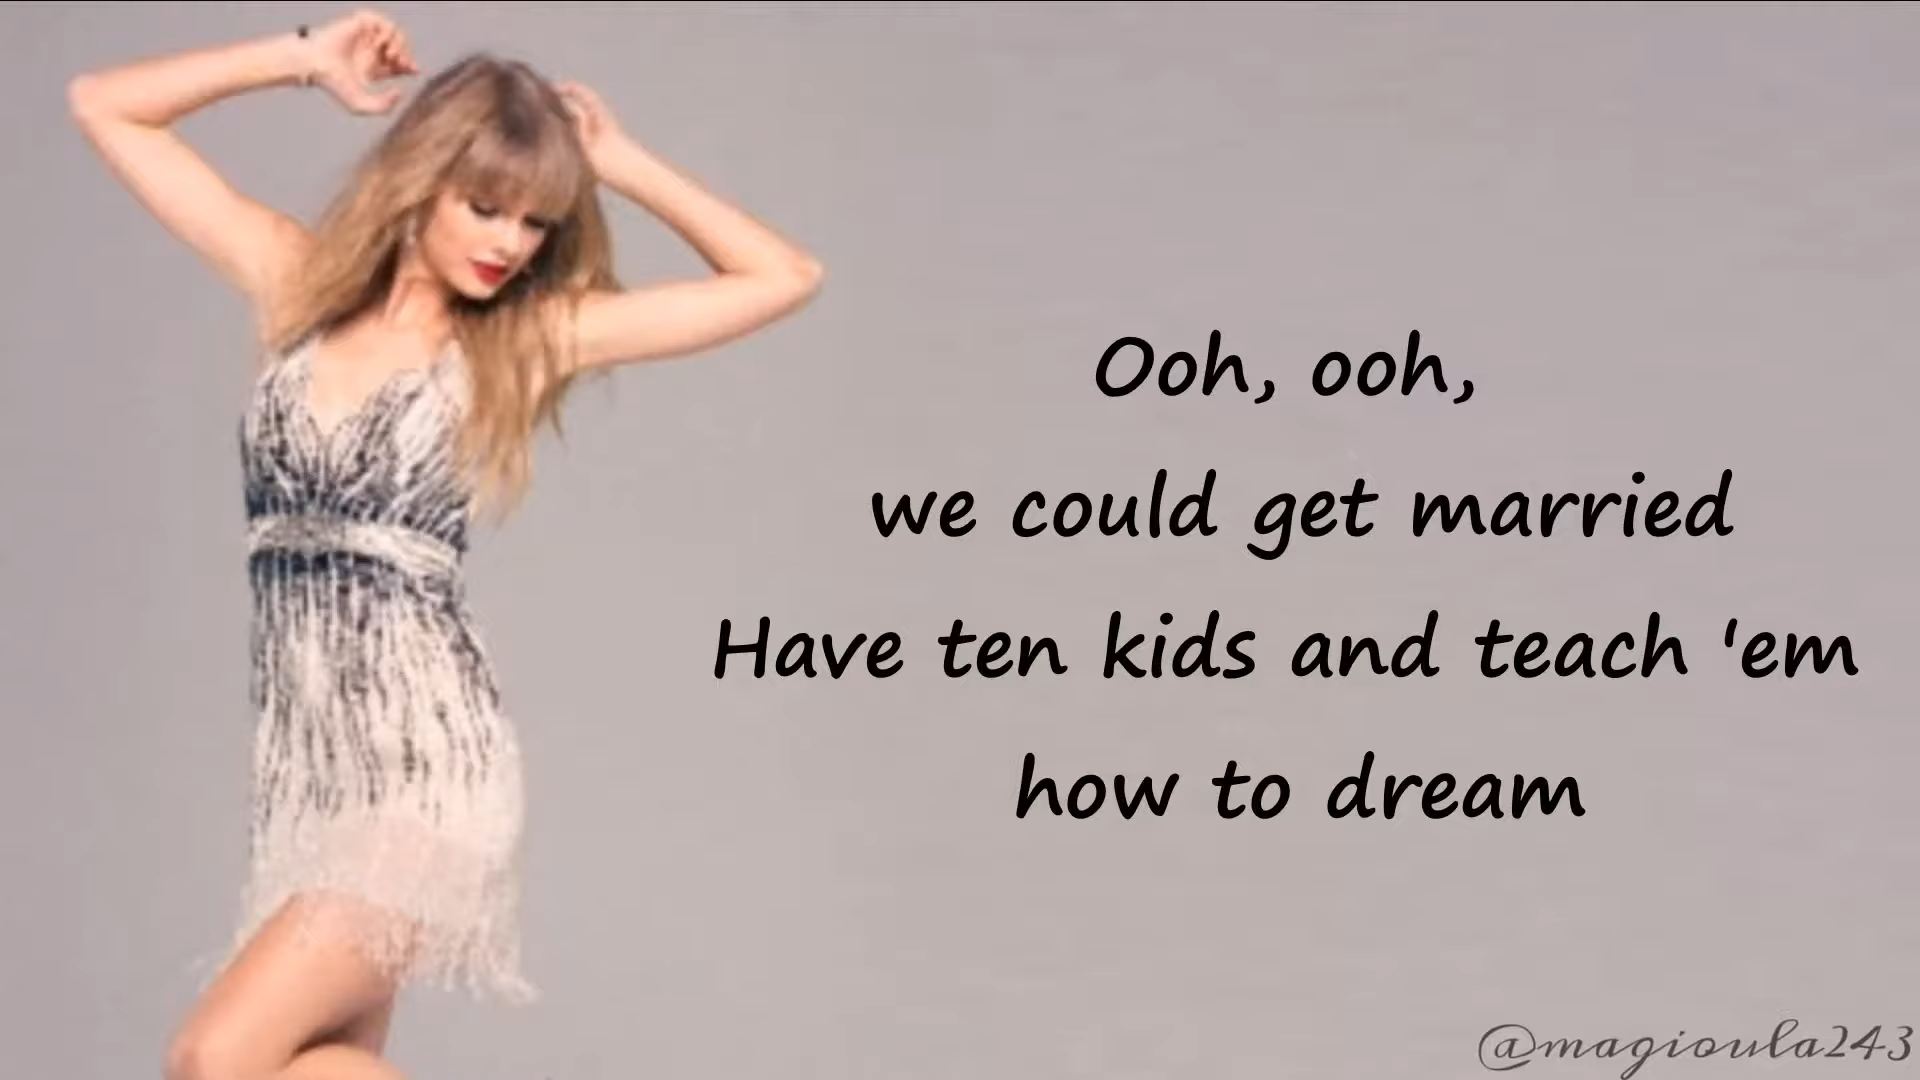 Ooh, ooh,
we could get married
Have ten kids and teach 'em
how to dream
@magioula243